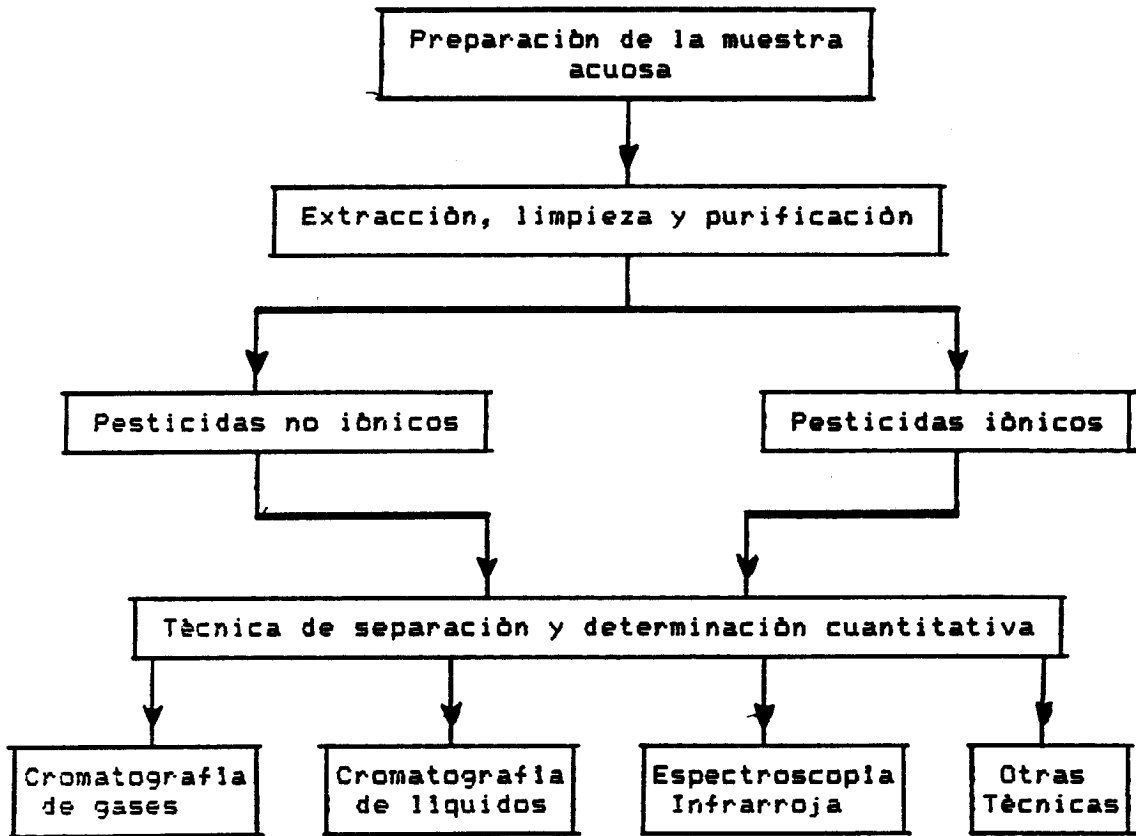 Preparaciòn de la muestra
acuosa
Extracciòn, limpieza y purificaciòn
Pesticidas no iònicos
Pesticidas iònicos
Tècnica de separaciòn y determinaciòn cuantitativa
Cromatografìa
de gases
Cromatografìa
de lìquidos
Espectroscopìa
Infrarroja
Otras
Tècnicas